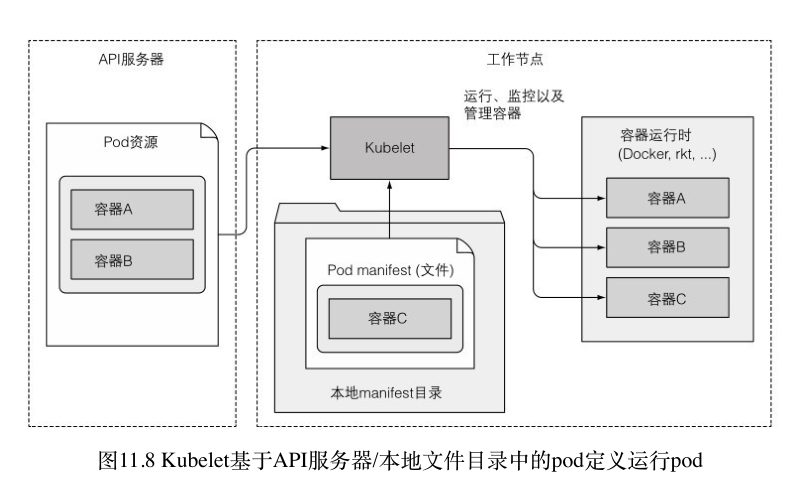 API服务器
Pod资源
容器A
容器B
工作节点
运行、监控以及
管理容器
Kubelet
Pod manifest (文件)
容器C
本地manifest目录
容器运行时
(Docker, rkt, ...)
容器A
容器B
容器C
图11.8 Kubelet基于API服务器/本地文件目录中的pod定义运行pod